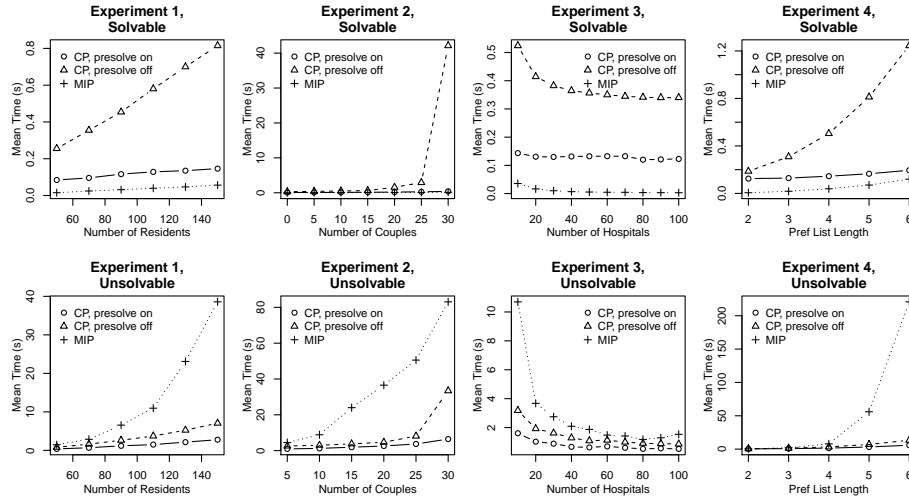 Experiment 1,
Solvable
CP, presolve on
CP, presolve off
MIP
Mean Time (s)
0.0 0.2 0.4 0.6 0.8
60 80 100 120 140
Number of Residents
Experiment 2,
Solvable
CP, presolve on
CP, presolve off
MIP
Mean Time (s)
0 10 20 30 40
0 5 10 15 20 25 30
Number of Couples
Experiment 3,
Solvable
CP, presolve on
CP, presolve off
MIP
Mean Time (s)
0.0 0.1 0.2 0.3 0.4 0.5
20 40 60 80 100
Number of Hospitals
Experiment 4,
Solvable
CP, presolve on
CP, presolve off
MIP
Mean Time (s)
0.0 0.4 0.8 1.2
2 3 4 5 6
Pref List Length
Experiment 1,
Unsolvable
CP, presolve on
CP, presolve off
MIP
Mean Time (s)
0 10 20 30 40
60 80 100 120 140
Number of Residents
Experiment 2,
Unsolvable
CP, presolve on
CP, presolve off
MIP
Mean Time (s)
0 20 40 60 80
5 10 15 20 25 30
Number of Couples
Experiment 3,
Unsolvable
CP, presolve on
CP, presolve off
MIP
Mean Time (s)
2 4 6 8 10
20 40 60 80 100
Number of Hospitals
Experiment 4,
Unsolvable
CP, presolve on
CP, presolve off
MIP
Mean Time (s)
0 50 100 150 200
2 3 4 5 6
Pref List Length